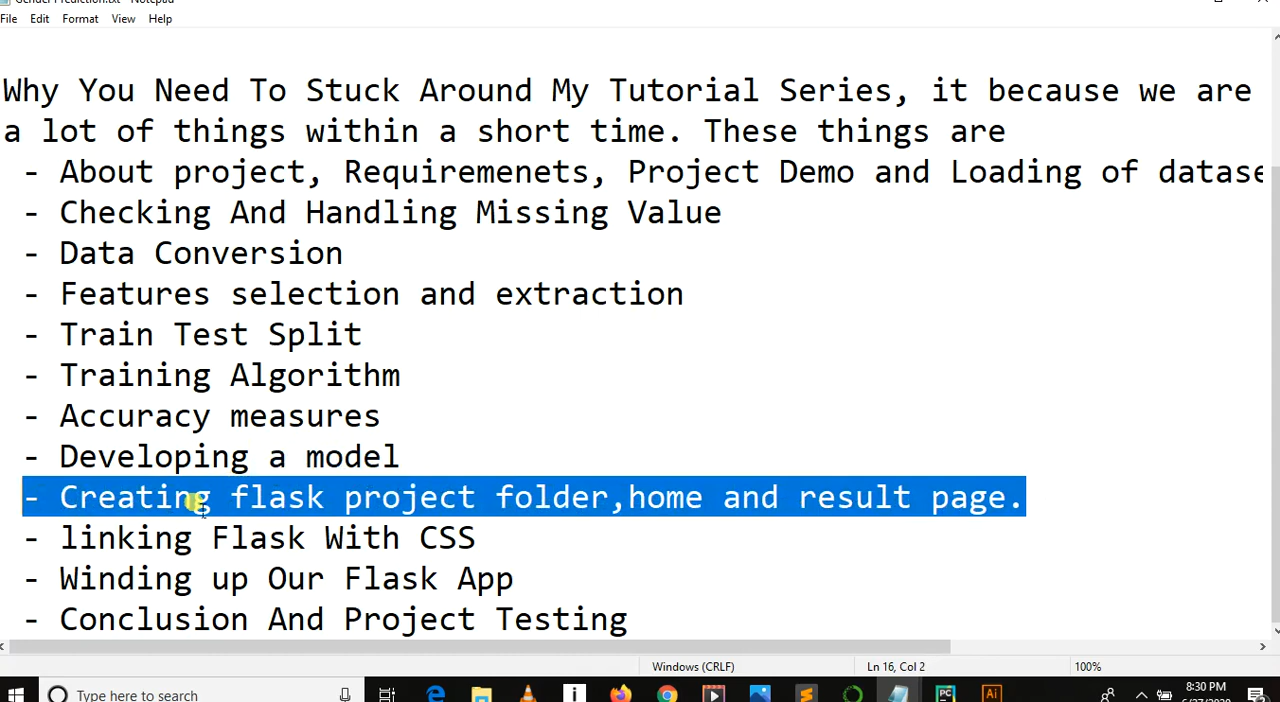 Gender Prediction.txt - Notepad
File Edit Format View Help
Why You Need To Stuck Around My Tutorial Series, it because we are
a lot of things within a short time. These things are
- About project, Requiremenets, Project Demo and Loading of datase
- Checking And Handling Missing Value
- Data Conversion
- Features selection and extraction
- Train Test Split
- Training Algorithm
- Accuracy measures
- Developing a model
- Creating flask project folder,home and result page.
- linking Flask With CSS
- Winding up Our Flask App
- Conclusion And Project Testing
Windows (CRLF) Ln 16, Col 2 100%
Type here to search
PC
Ai
8:30 PM